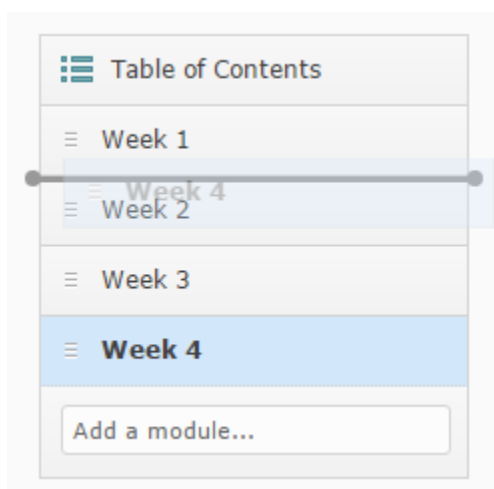 Table of Contents
Week 1
Week 4
Week 2
Week 3
Week 4
Add a module...